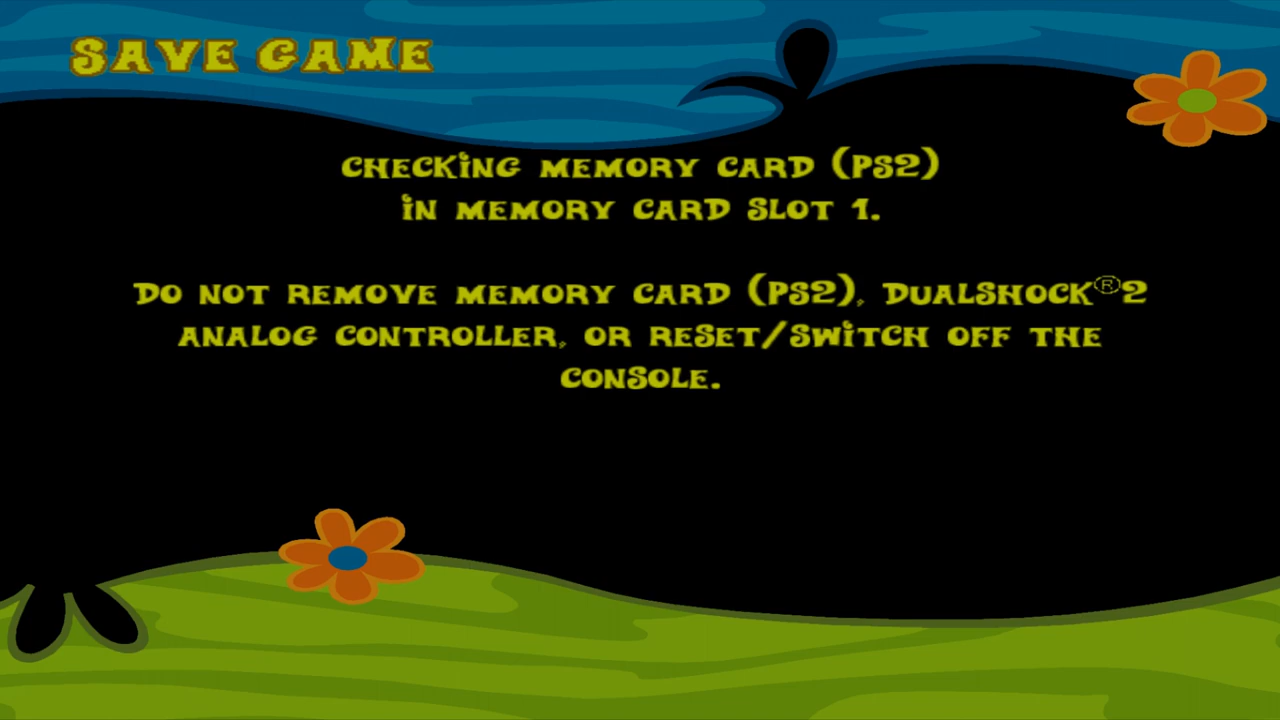 SAVE GAME
CHECKING MEMORY CARD (PS2)
IN MEMORY CARD SLOT 1.
DO NOT REMOVE MEMORY CARD (PS2), DUALSHOCK®2
ANALOG CONTROLLER, OR RESET/SWITCH OFF THE
CONSOLE.